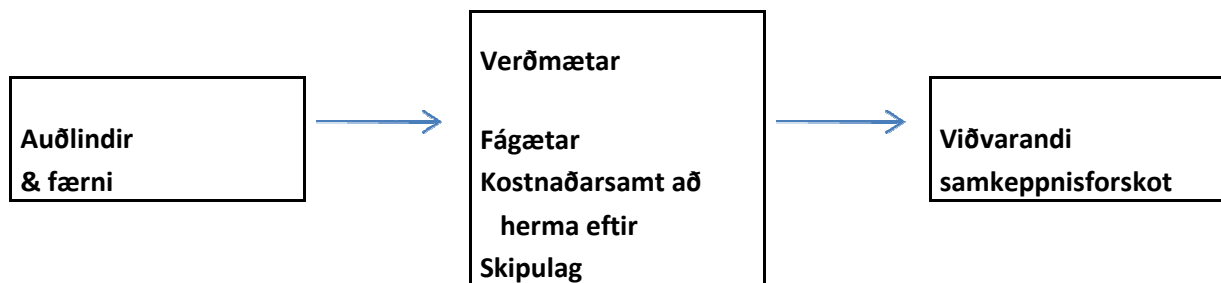 Auðlindir
& færni
Verðmætar
Fágætar
Kostnaðarsamt að
herma eftir
Skipulag
Viðvarandi
samkeppnisforskot